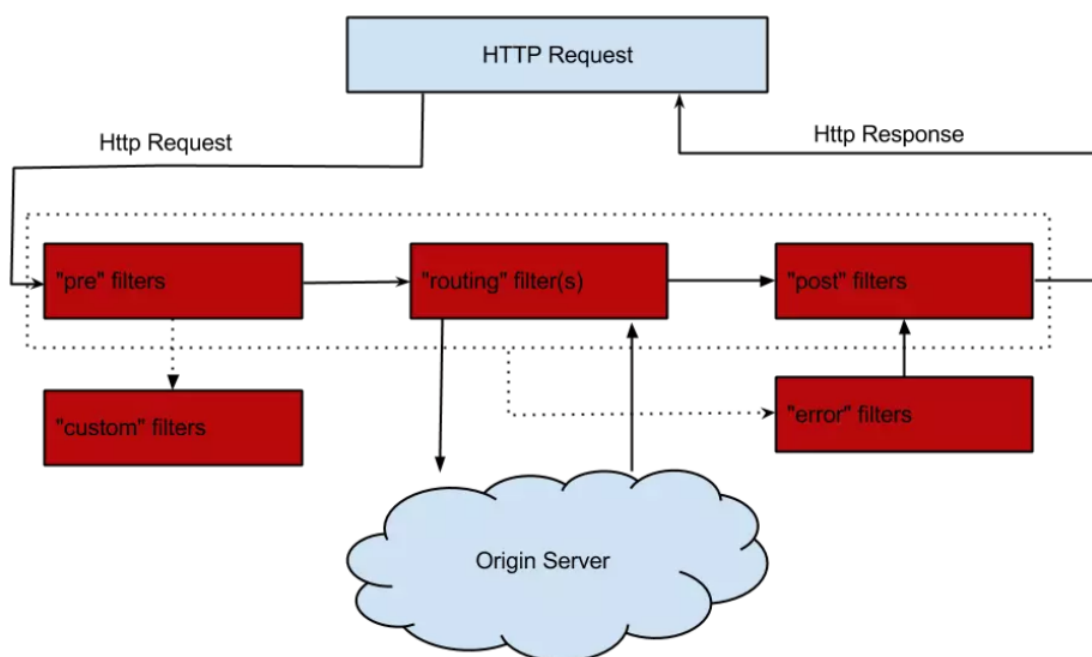 HTTP Request
Http Request
Http Response
"pre" filters
"routing" filter(s)
"post" filters
"custom" filters
"error" filters
Origin Server